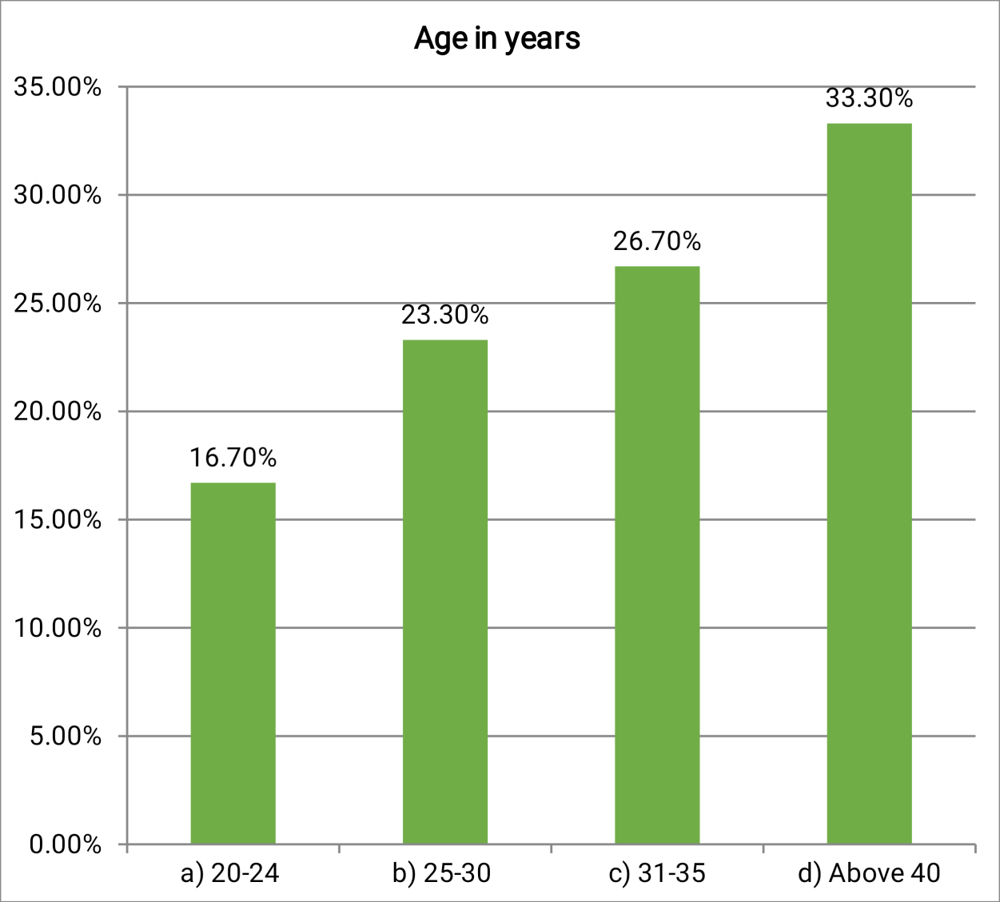 Age in years
35.00%
30.00%
25.00%
20.00%
15.00%
10.00%
5.00%
0.00%
16.70%
23.30%
26.70%
33.30%
a) 20-24
b) 25-30
c) 31-35
d) Above 40